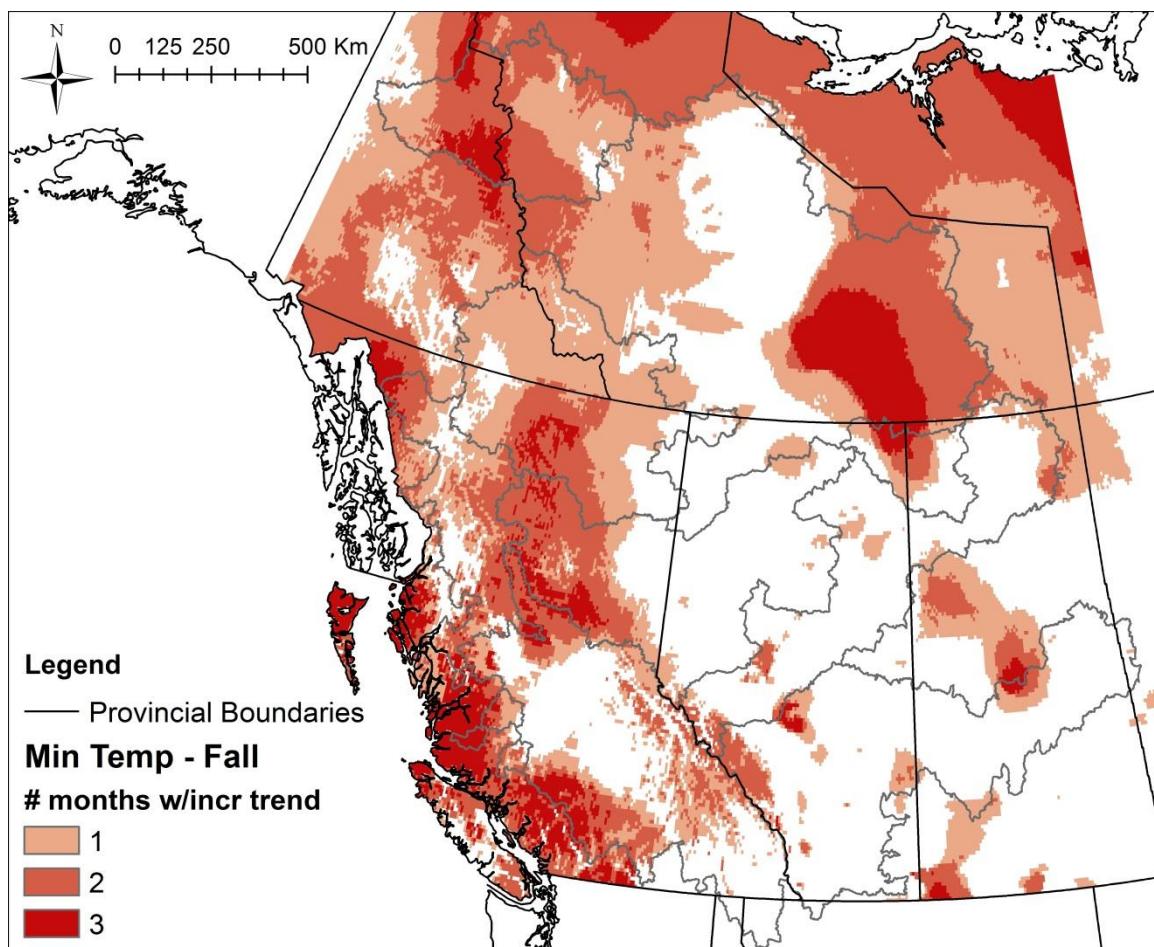 N
0 125 250 500 Km
Legend
Provincial Boundaries
Min Temp - Fall
# months w/incr trend
1
2
3